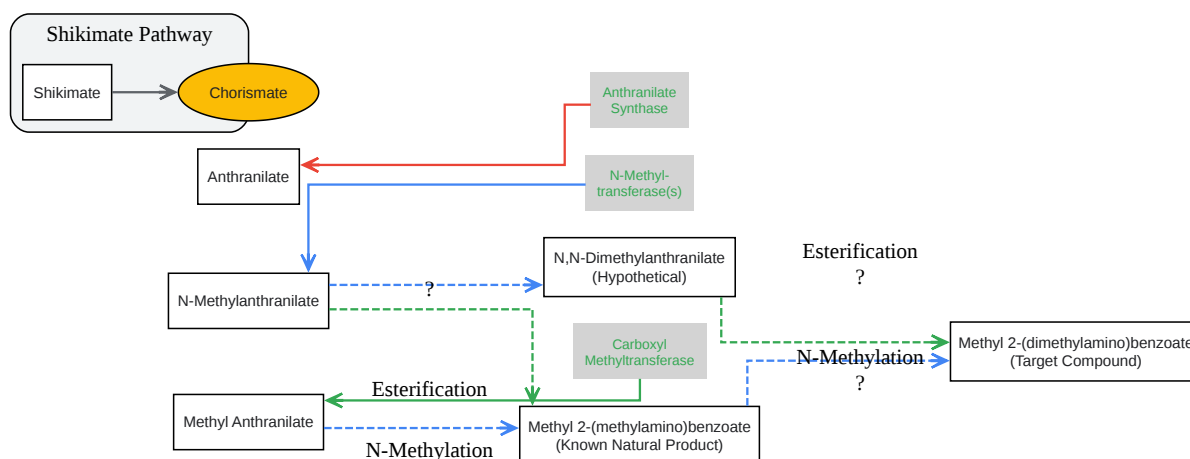 Shikimate Pathway
Shikimate
Chorismate
Anthranilate
Synthase
Anthranilate
N-Methyl-
transferase(s)
N,N-Dimethylanthranilate
(Hypothetical)
Esterification
?
N-Methylanthranilate
?
Carboxyl
Methyltransferase
Methyl 2-(dimethylamino)benzoate
(Target Compound)
N-Methylation
?
Esterification
Methyl Anthranilate
Methyl 2-(methylamino)benzoate
(Known Natural Product)
N-Methylation